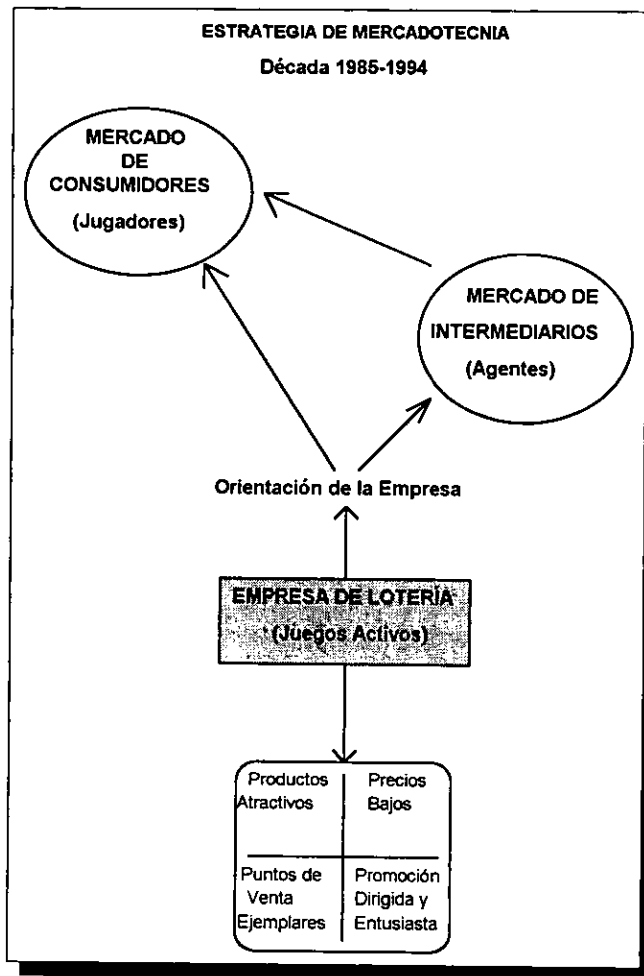 ESTRATEGIA DE MERCADOTECNIA
Década 1985-1994
MERCADO
DE
CONSUMIDORES
(Jugadores)
MERCADO DE
INTERMEDIARIOS
(Agentes)
Orientación de la Empresa
EMPRESA DE LOTERÍA
(Juegos Activos)
Productos
Atractivos
Precios
Bajos
Puntos de
Venta
Ejemplares
Promoción
Dirigida y
Entusiasta